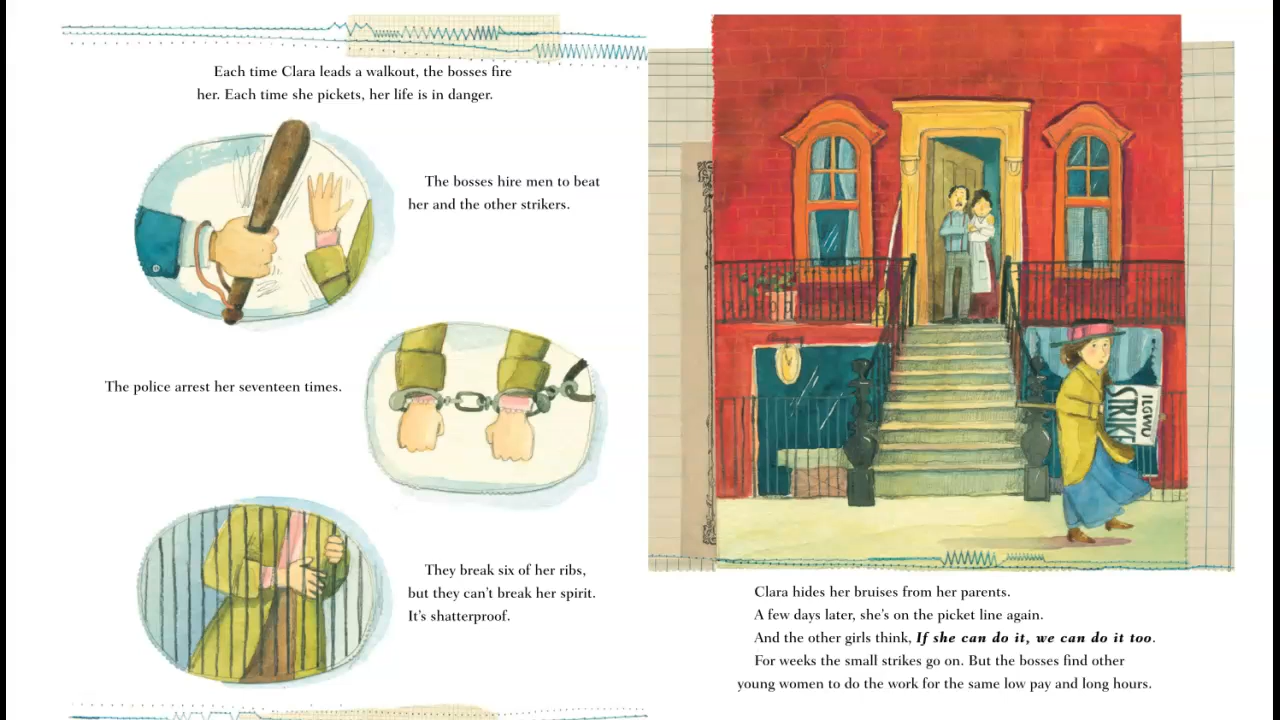 Each time Clara leads a walkout, the bosses fire
her. Each time she pickets, her life is in danger.
The bosses hire men to beat
her and the other strikers.
The police arrest her seventeen times.
They break six of her ribs,
but they can't break her spirit.
It's shatterproof.
ILGWU
STRIKE
Clara hides her bruises from her parents.
A few days later, she's on the picket line again.
And the other girls think, If she can do it, we can do it too.
For weeks the small strikes go on. But the bosses find other
young women to do the work for the same low pay and long hours.